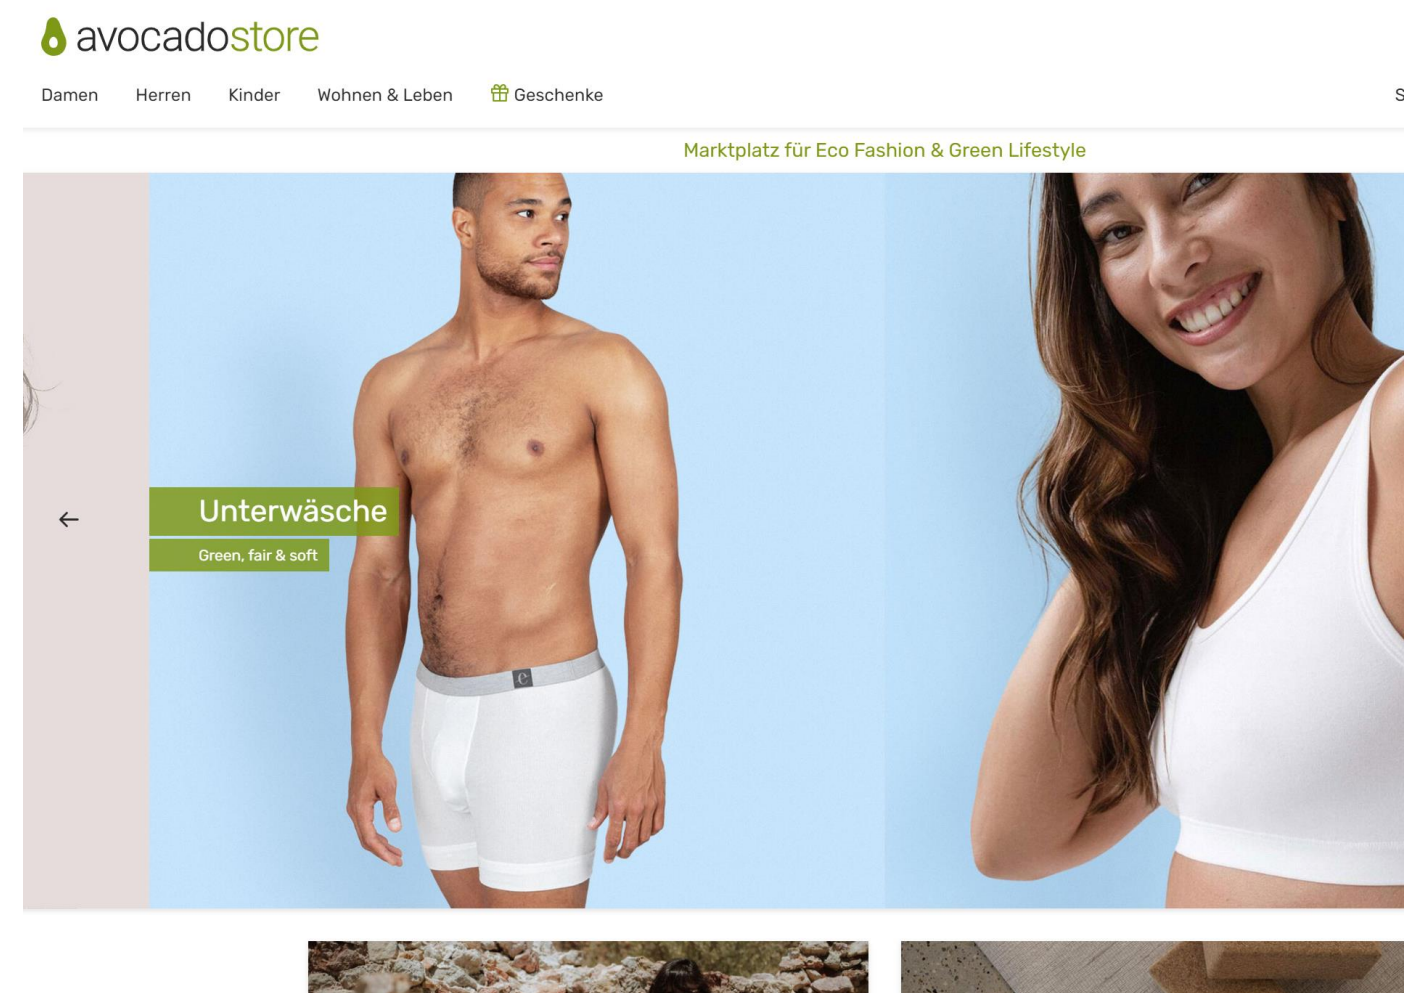 avocadostore
Damen Herren Kinder Wohnen & Leben Geschenke S
Marktplatz für Eco Fashion & Green Lifestyle
Unterwäsche
Green, fair & soft
e